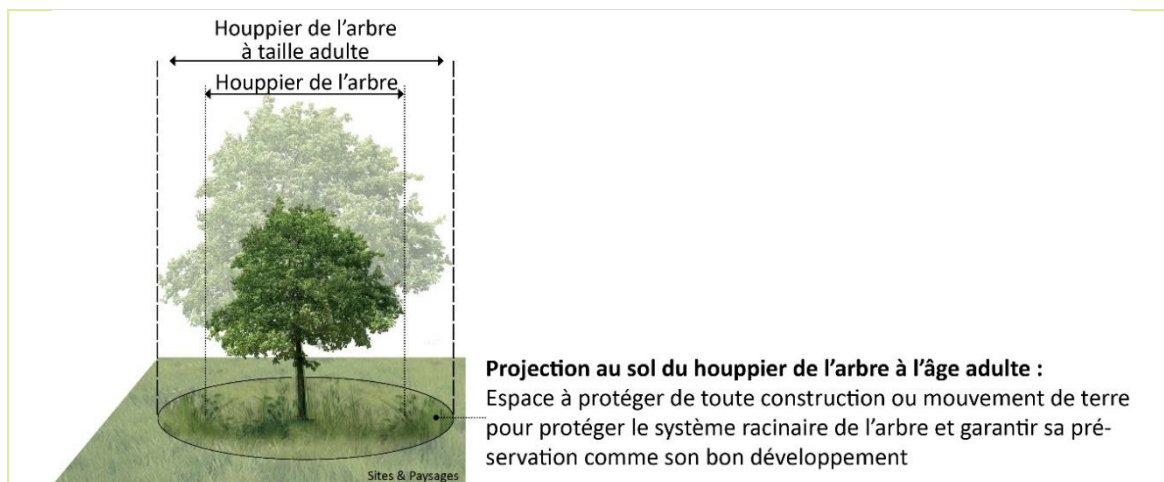 Houppier de l'arbre
à taille adulte
Houppier de l'arbre
Projection au sol du houppier de l'arbre à l'âge adulte :
Espace à protéger de toute construction ou mouvement de terre
pour protéger le système racinaire de l'arbre et garantir sa pré-
servation comme son bon développement
Sites & Paysages